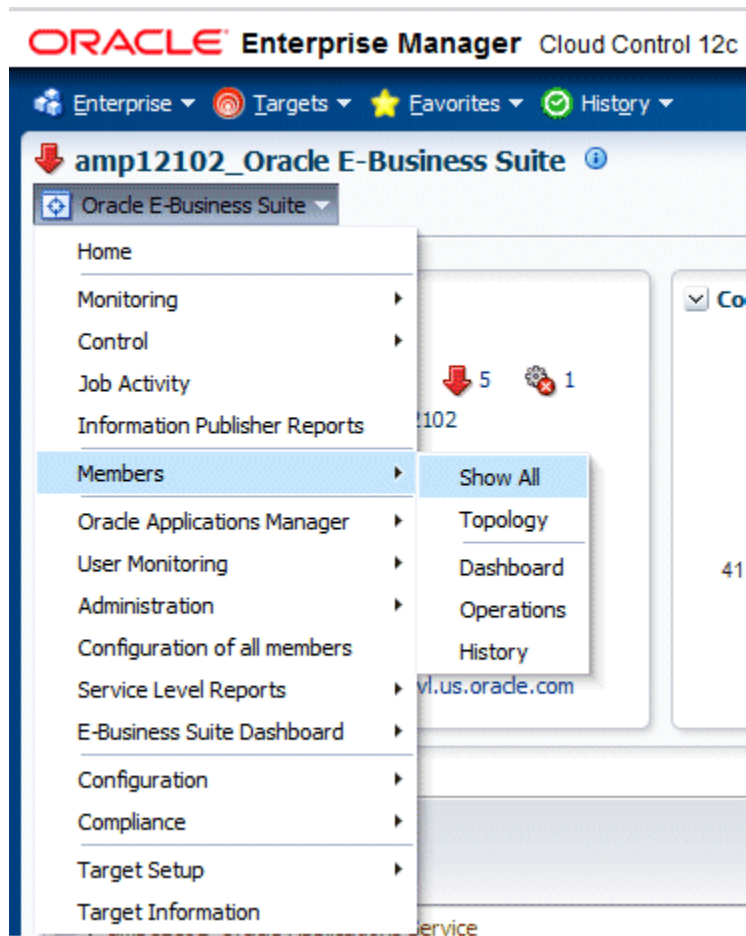 ORACLE Enterprise Manager Cloud Control 12c
Enterprise Targets Favorites History
amp12102_Oracle E-Business Suite
Oracle E-Business Suite
Home
Monitoring
Co
Control
Job Activity
5 1
Information Publisher Reports
2102
Members
Show All
Oracle Applications Manager
Topology
User Monitoring
Dashboard
41
Administration
Operations
Configuration of all members
History
Service Level Reports
vl.us.oracle.com
E-Business Suite Dashboard
Configuration
Compliance
Target Setup
Target Information
Service